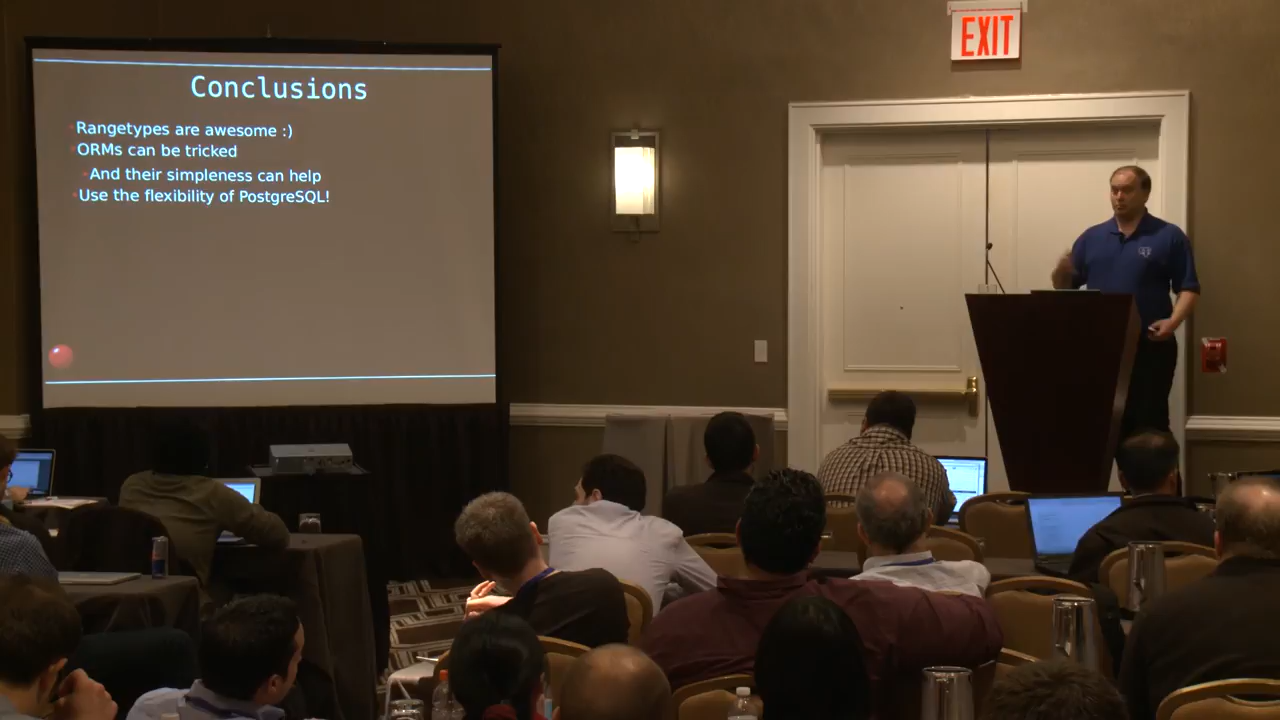 Conclusions
Rangetypes are awesome :)
ORMs can be tricked
And their simpleness can help
Use the flexibility of PostgreSQL!
EXIT